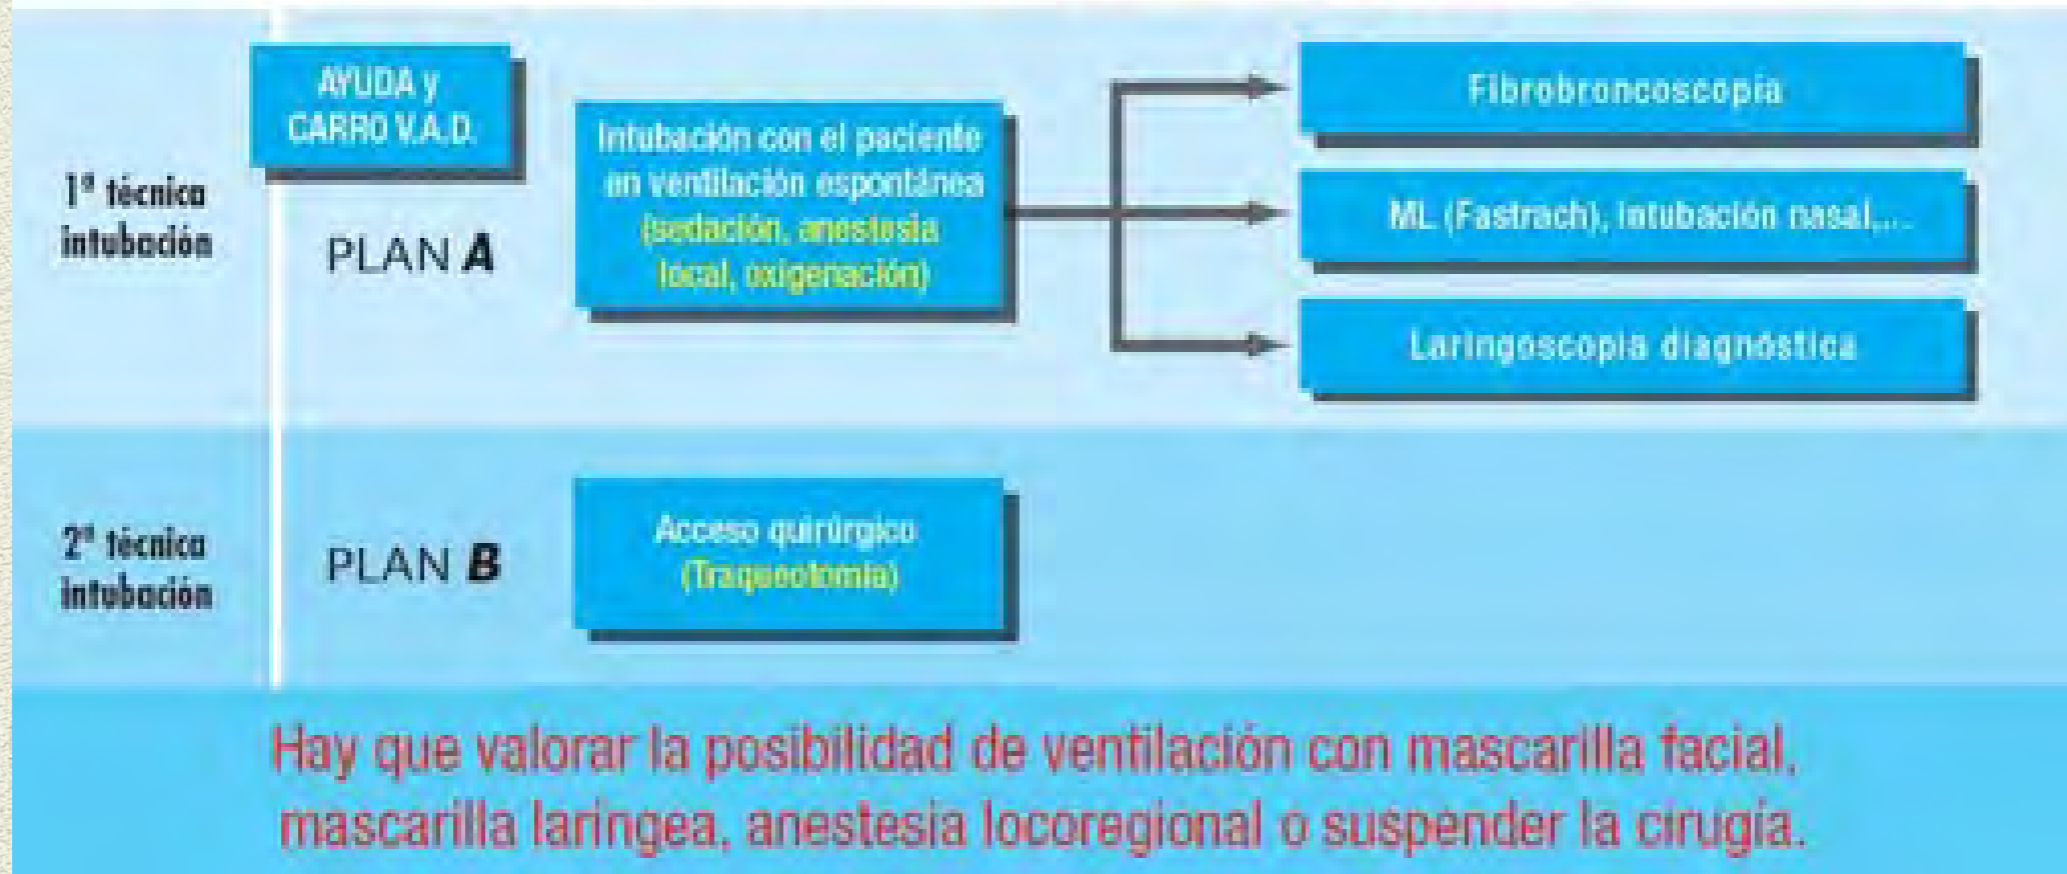 AYUDA y
CARRO V.A.D.
1ª técnica
intubación
PLAN A
Intubación con el paciente
en ventilación espontánea
(sedación, anestesia
local, oxigenación)
Fibrobroncoscopia
ML (Fastrach), intubación nasal,...
Laringoscopia diagnóstica
2ª técnica
intubación
PLAN B
Acceso quirúrgico
(Traqueotomia)
Hay que valorar la posibilidad de ventilación con mascarilla facial,
mascarilla laríngea, anestesia locoregional o suspender la cirugía.